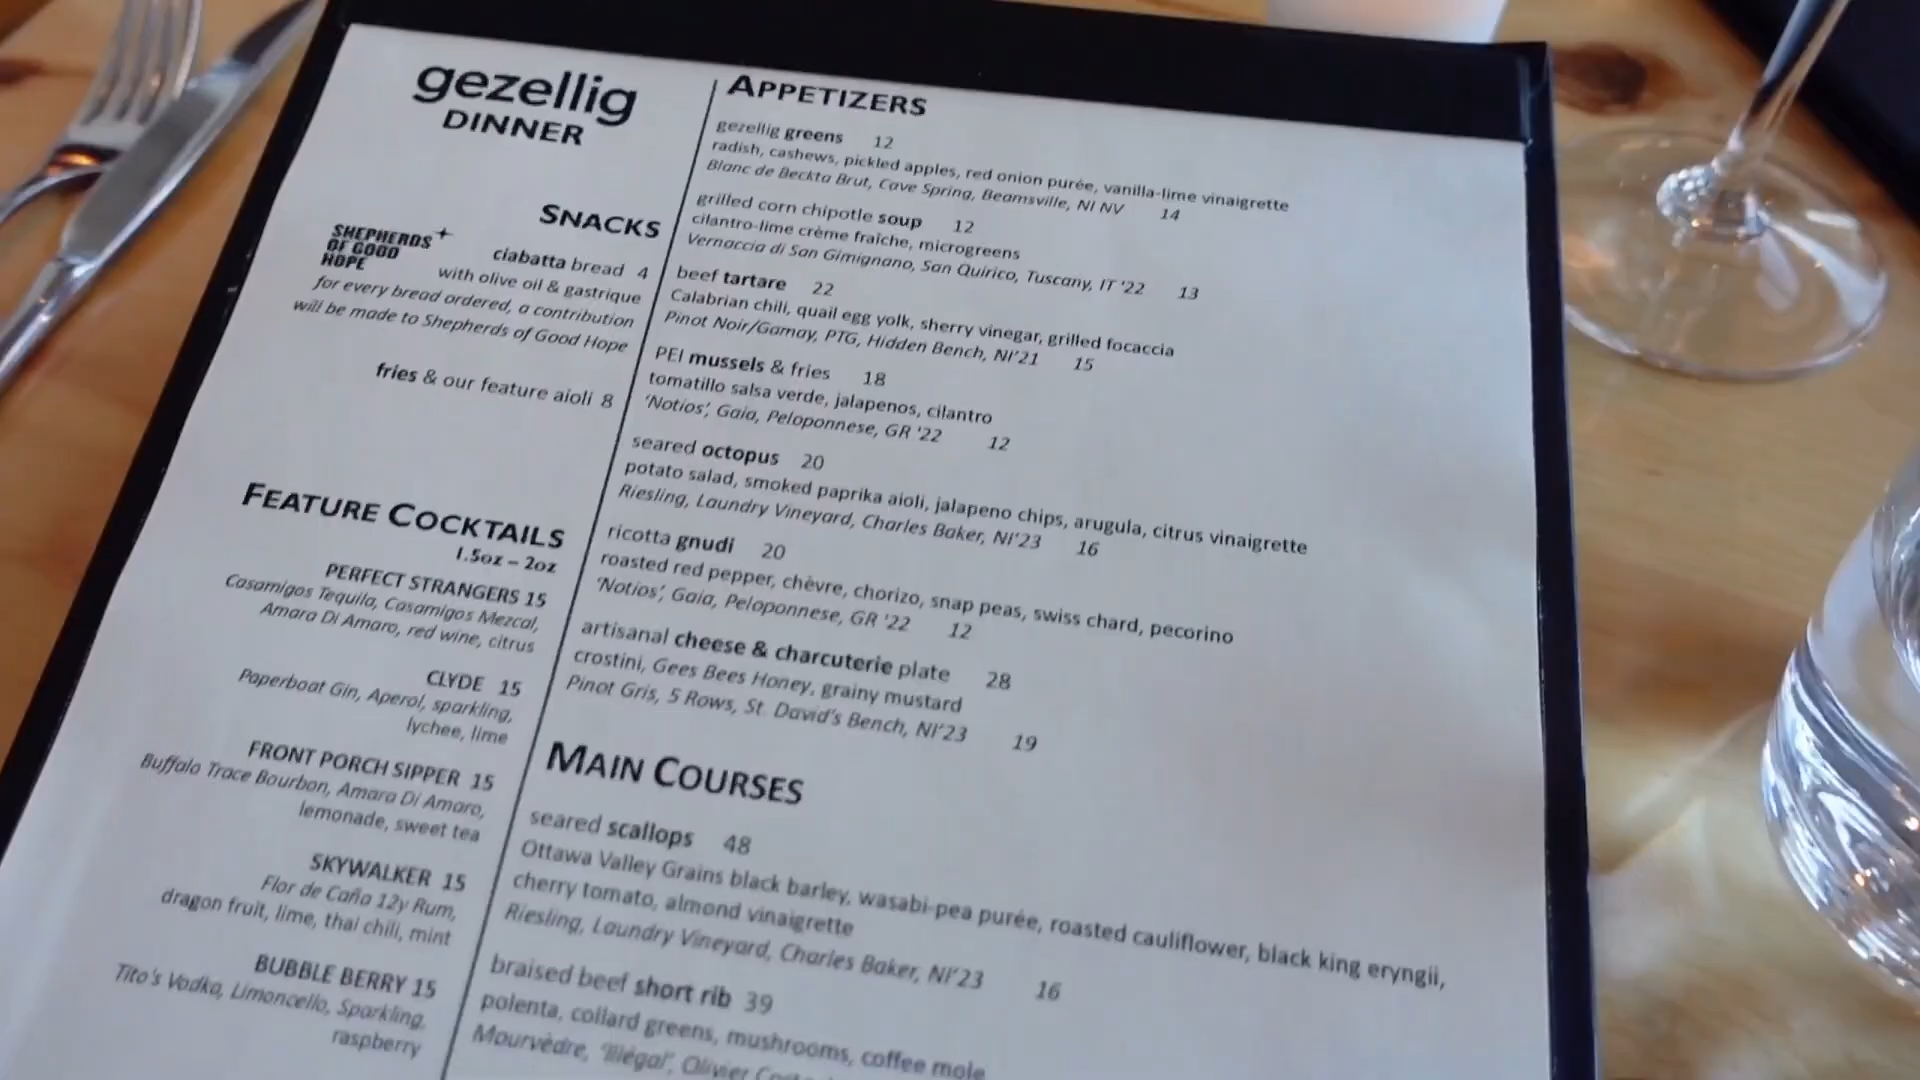 gezellig
DINNER
SNACKS
SHEPHERDS
OF GOOD
HOPE
ciabatta bread 4
with olive oil & gastrique
for every bread ordered, a contribution
will be made to Shepherds of Good Hope
fries & our feature aioli 8
FEATURE COCKTAILS
1.5oz – 2oz
PERFECT STRANGERS 15
Casamigos Tequila, Casamigos Mezcal,
Amara Di Amaro, red wine, citrus
CLYDE 15
Paperboat Gin, Aperol, sparkling,
lychee, lime
FRONT PORCH SIPPER 15
Buffalo Trace Bourbon, Amara Di Amaro,
lemonade, sweet tea
SKYWALKER 15
Flor de Caña 12y Rum,
dragon fruit, lime, thai chili, mint
BUBBLE BERRY 15
Tito's Vodka, Limoncello, Sparkling,
raspberry
APPETIZERS
gezellig greens 12
radish, cashews, pickled apples, red onion purée, vanilla-lime vinaigrette
Blanc de Beckta Brut, Cave Spring, Beamsville, NI NV 14
grilled corn chipotle soup 12
cilantro-lime crème fraîche, microgreens
Vernaccia di San Gimignano, San Quirico, Tuscany, IT '22 13
beef tartare 22
Calabrian chili, quail egg yolk, sherry vinegar, grilled focaccia
Pinot Noir/Gamay, PTG, Hidden Bench, NI'21 15
PEI mussels & fries 18
tomatillo salsa verde, jalapenos, cilantro
'Notios', Gaia, Peloponnese, GR '22 12
seared octopus 20
potato salad, smoked paprika aioli, jalapeno chips, arugula, citrus vinaigrette
Riesling, Laundry Vineyard, Charles Baker, NI'23 16
ricotta gnudi 20
roasted red pepper, chèvre, chorizo, snap peas, swiss chard, pecorino
'Notios', Gaia, Peloponnese, GR '22 12
artisanal cheese & charcuterie plate 28
crostini, Gees Bees Honey, grainy mustard
Pinot Gris, 5 Rows, St. David's Bench, NI'23 19
MAIN COURSES
seared scallops 48
Ottawa Valley Grains black barley, wasabi-pea purée, roasted cauliflower, black king eryngii,
cherry tomato, almond vinaigrette
Riesling, Laundry Vineyard, Charles Baker, NI'23 16
braised beef short rib 39
polenta, collard greens, mushrooms, coffee mole
Mourvèdre, 'Illégal', Olivier